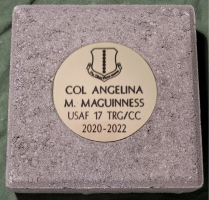 COL ANGELINA
M. MAGUINNESS
USAF 17 TRG/CC
2020-2022